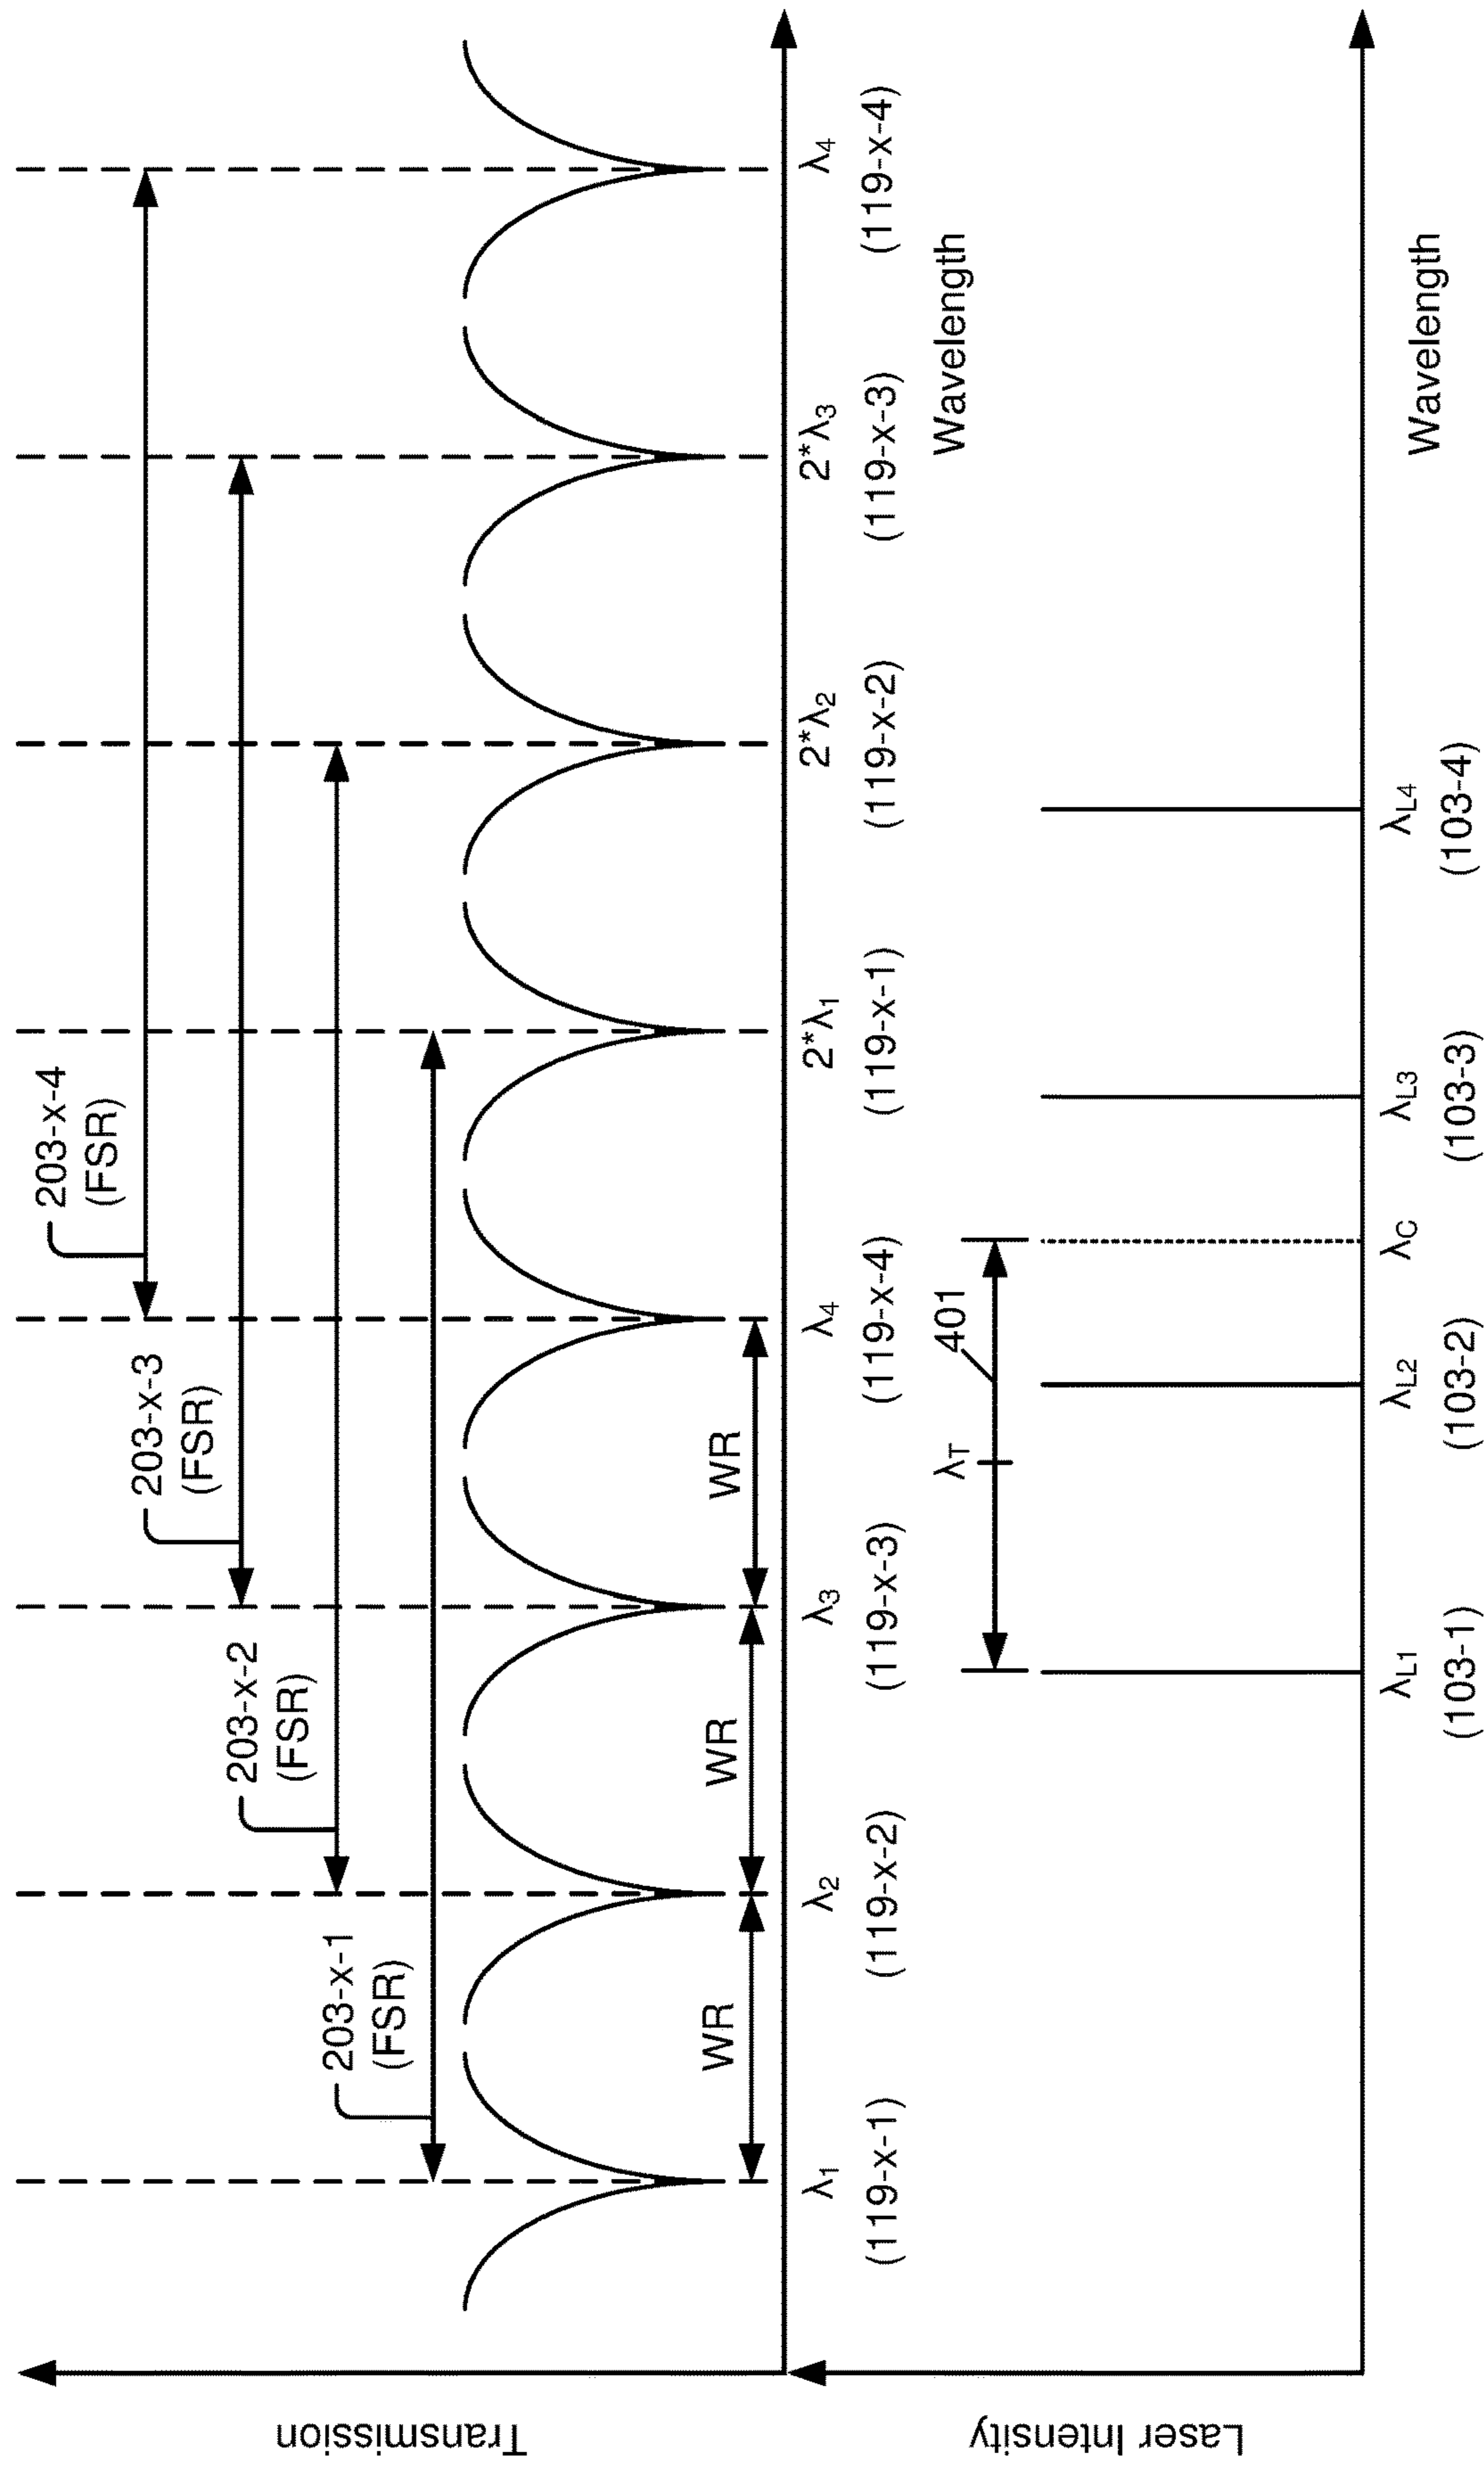 Transmission
203-x-4
(FSR)
203-x-3
(FSR)
203-x-2
(FSR)
203-x-1
(FSR)
WR
WR
WR
λ1
λ2
λ3
λ4
2*λ1
2*λ2
2*λ3
λ4
(119-x-1)
(119-x-2)
(119-x-3)
(119-x-4)
(119-x-1)
(119-x-2)
(119-x-3)
(119-x-4)
Wavelength
Laser Intensity
λT
401
λL1
λL2
λC
λL3
λL4
(103-1)
(103-2)
(103-3)
(103-4)
Wavelength